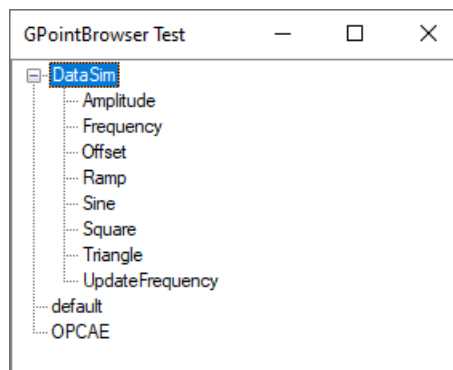 GPointBrowser Test
DataSim
Amplitude
Frequency
Offset
Ramp
Sine
Square
Triangle
UpdateFrequency
default
OPCAE